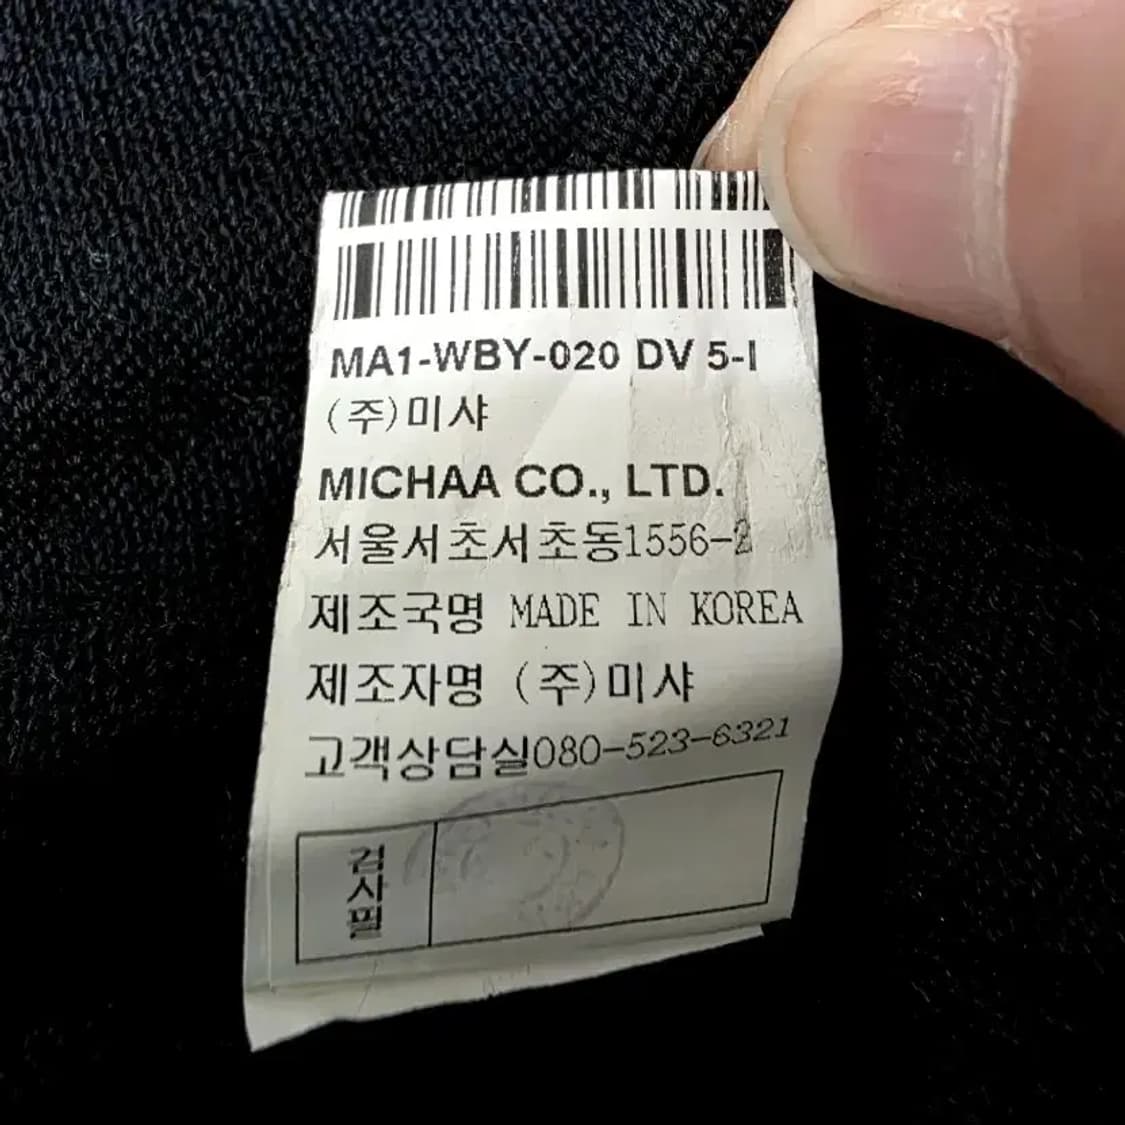 MA1-WBY-020 DV 5-I
(주)미샤
MICHAA CO., LTD.
서울서초서초동1556-2
제조국명 MADE IN KOREA
제조자명 (주)미샤
고객상담실080-523-6321
검사필